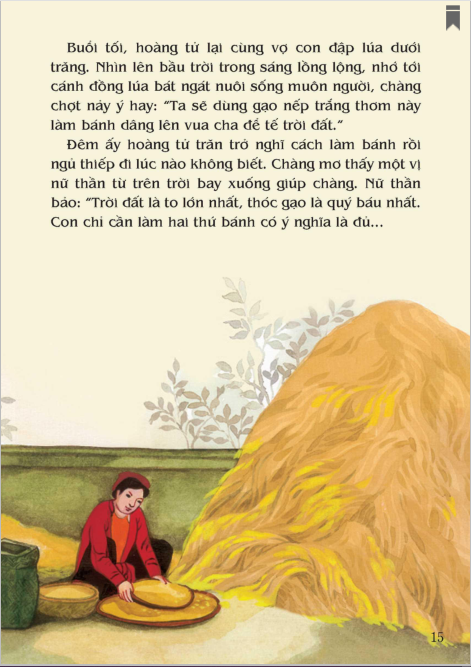 Buổi tối, hoàng tử lại cùng vợ con đập lúa dưới
trăng. Nhìn lên bầu trời trong sáng lồng lộng, nhớ tới
cánh đồng lúa bát ngát nuôi sống muôn người, chàng
chợt nảy ý hay: “Ta sẽ dùng gạo nếp trắng thơm này
làm bánh dâng lên vua cha để tế trời đất.“
Đêm ấy hoàng tử trăn trở nghĩ cách làm bánh rồi
ngủ thiếp đi lúc nào không biết. Chàng mơ thấy một vị
nữ thần từ trên trời bay xuống giúp chàng. Nữ thần
bảo: “Trời đất là to lớn nhất, thóc gạo là quý báu nhất.
Con chỉ cần làm hai thứ bánh có ý nghĩa là đủ...
15